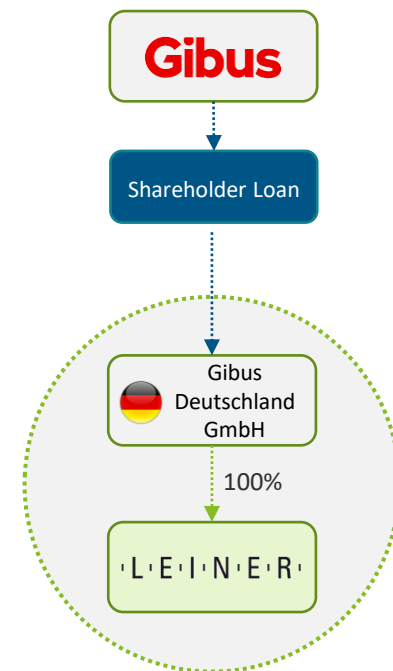 Gibus
Shareholder Loan
Gibus
Deutschland
GmbH
100%
'L'E'I'N'E'R'